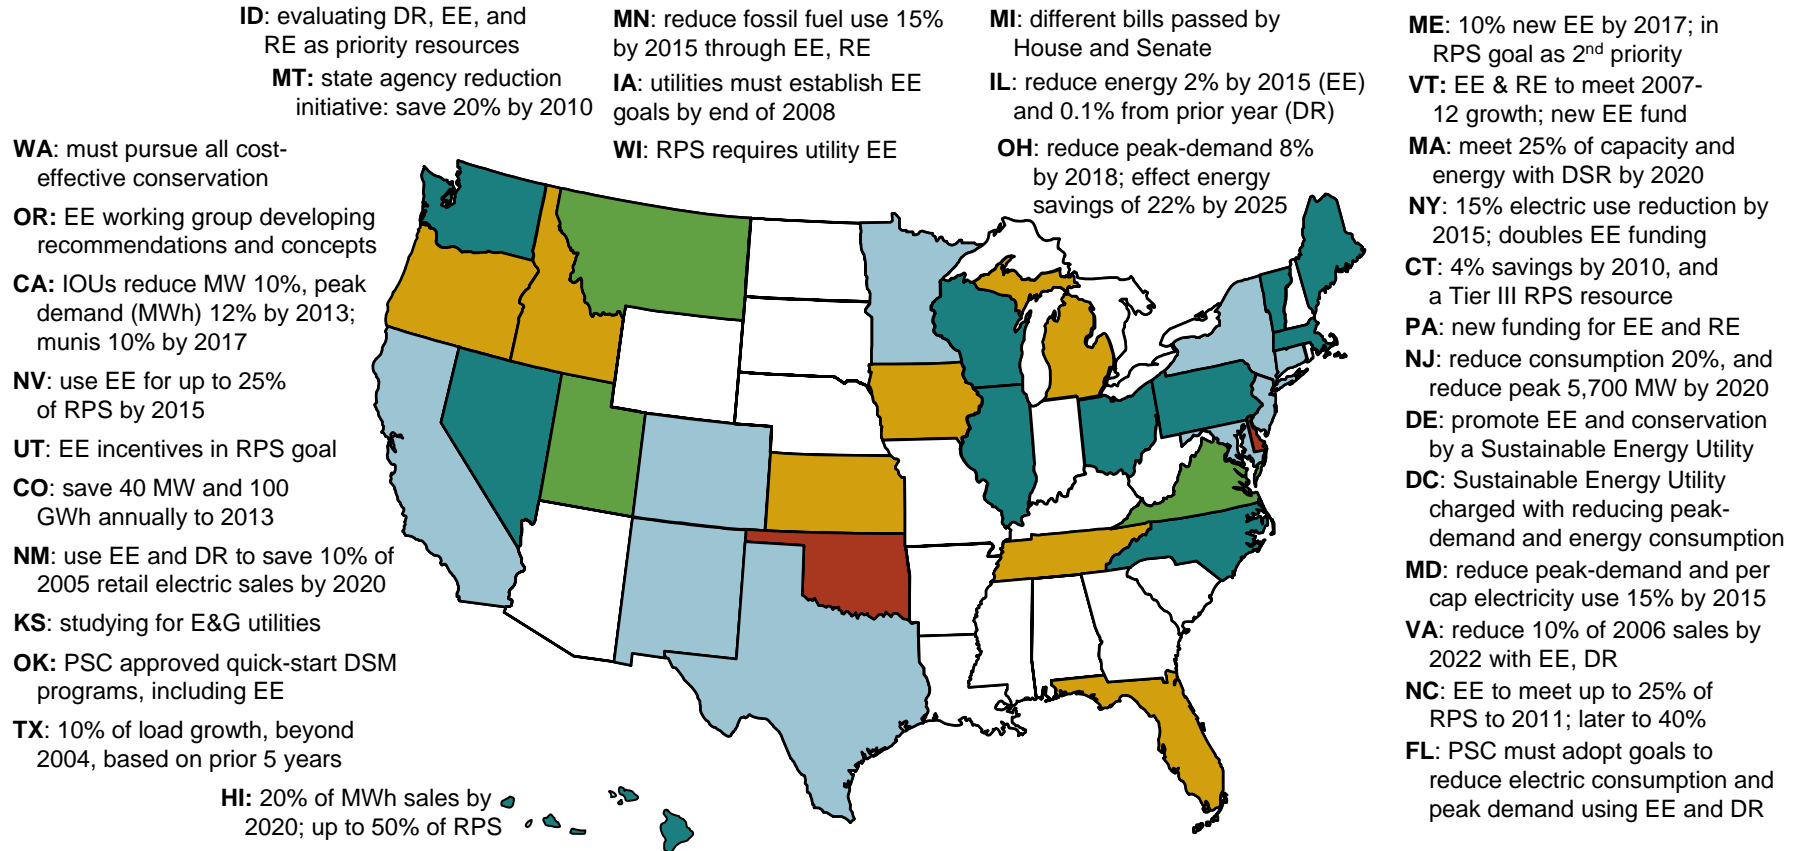 ID: evaluating DR, EE, and
RE as priority resources
MT: state agency reduction
initiative: save 20% by 2010
MN: reduce fossil fuel use 15%
by 2015 through EE, RE
IA: utilities must establish EE
goals by end of 2008
WI: RPS requires utility EE
MI: different bills passed by
House and Senate
IL: reduce energy 2% by 2015 (EE)
and 0.1% from prior year (DR)
OH: reduce peak-demand 8%
by 2018; effect energy
savings of 22% by 2025
WA: must pursue all cost-
effective conservation
OR: EE working group developing
recommendations and concepts
CA: IOUs reduce MW 10%, peak
demand (MWh) 12% by 2013;
munis 10% by 2017
NV: use EE for up to 25%
of RPS by 2015
UT: EE incentives in RPS goal
CO: save 40 MW and 100
GWh annually to 2013
NM: use EE and DR to save 10% of
2005 retail electric sales by 2020
KS: studying for E&G utilities
OK: PSC approved quick-start DSM
programs, including EE
TX: 10% of load growth, beyond
2004, based on prior 5 years
HI: 20% of MWh sales by
2020; up to 50% of RPS
ME: 10% new EE by 2017; in
RPS goal as 2nd priority
VT: EE & RE to meet 2007-
12 growth; new EE fund
MA: meet 25% of capacity and
energy with DSR by 2020
NY: 15% electric use reduction by
2015; doubles EE funding
CT: 4% savings by 2010, and
a Tier III RPS resource
PA: new funding for EE and RE
NJ: reduce consumption 20%, and
reduce peak 5,700 MW by 2020
DE: promote EE and conservation
by a Sustainable Energy Utility
DC: Sustainable Energy Utility
charged with reducing peak-
demand and energy consumption
MD: reduce peak-demand and per
cap electricity use 15% by 2015
VA: reduce 10% of 2006 sales by
2022 with EE, DR
NC: EE to meet up to 25% of
RPS to 2011; later to 40%
FL: PSC must adopt goals to
reduce electric consumption and
peak demand using EE and DR